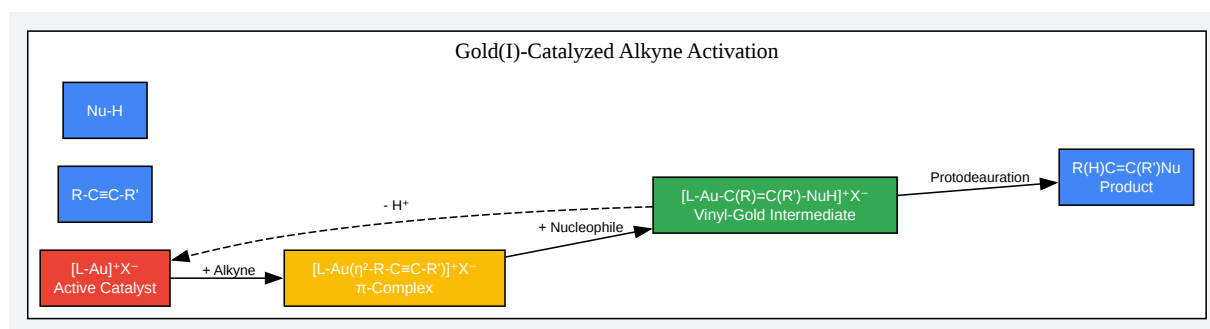 Gold(I)-Catalyzed Alkyne Activation
Nu-H
R-C≡C-R'
[L-Au]⁺X⁻
Active Catalyst
+ Alkyne
[L-Au(η²-R-C≡C-R')]⁺X⁻
π-Complex
- H⁺
+ Nucleophile
[L-Au-C(R)=C(R')-NuH]⁺X⁻
Vinyl-Gold Intermediate
Protodeauration
R(H)C=C(R')Nu
Product